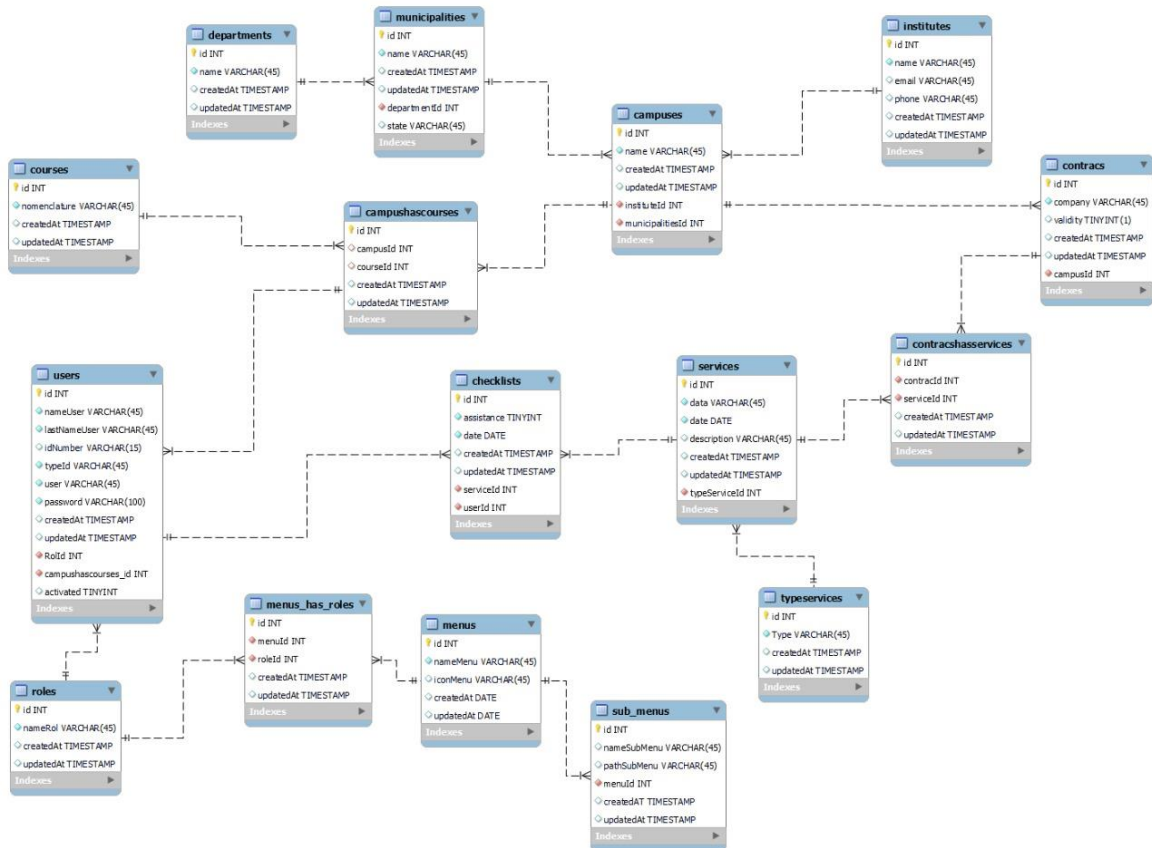 departments
id INT
name VARCHAR(45)
createdAt TIMESTAMP
updatedAt TIMESTAMP
Indexes
municipalities
id INT
name VARCHAR(45)
createdAt TIMESTAMP
updatedAt TIMESTAMP
departmentId INT
state VARCHAR(45)
Indexes
institutes
id INT
name VARCHAR(45)
email VARCHAR(45)
phone VARCHAR(45)
createdAt TIMESTAMP
updatedAt TIMESTAMP
Indexes
campuses
id INT
name VARCHAR(45)
createdAt TIMESTAMP
updatedAt TIMESTAMP
instituteId INT
municipalitiesId INT
Indexes
courses
id INT
nomenclature VARCHAR(45)
createdAt TIMESTAMP
updatedAt TIMESTAMP
Indexes
campushascourses
id INT
campusId INT
courseId INT
createdAt TIMESTAMP
updatedAt TIMESTAMP
Indexes
contracs
id INT
company VARCHAR(45)
validity TINYINT(1)
createdAt TIMESTAMP
updatedAt TIMESTAMP
campusId INT
Indexes
contracshasservices
id INT
contracId INT
serviceId INT
createdAt TIMESTAMP
updatedAt TIMESTAMP
Indexes
users
id INT
nameUser VARCHAR(45)
lastNameUser VARCHAR(45)
idNumber VARCHAR(15)
typeId VARCHAR(45)
user VARCHAR(45)
password VARCHAR(100)
createdAt TIMESTAMP
updatedAt TIMESTAMP
RolId INT
campushascourses_id INT
activated TINYINT
Indexes
checklists
id INT
assistance TINYINT
date DATE
createdAt TIMESTAMP
updatedAt TIMESTAMP
serviceId INT
userId INT
Indexes
services
id INT
data VARCHAR(45)
date DATE
description VARCHAR(45)
createdAt TIMESTAMP
updatedAt TIMESTAMP
typeServiceId INT
Indexes
typeservices
id INT
Type VARCHAR(45)
createdAt TIMESTAMP
updatedAt TIMESTAMP
Indexes
menus_has_roles
id INT
menuId INT
roleId INT
createdAt TIMESTAMP
updatedAt TIMESTAMP
Indexes
menus
id INT
nameMenu VARCHAR(45)
iconMenu VARCHAR(45)
createdAt DATE
updatedAt DATE
Indexes
roles
id INT
nameRol VARCHAR(45)
createdAt TIMESTAMP
updatedAt TIMESTAMP
Indexes
sub_menus
id INT
nameSubMenu VARCHAR(45)
pathSubMenu VARCHAR(45)
menuId INT
createdAT TIMESTAMP
updatedAt TIMESTAMP
Indexes